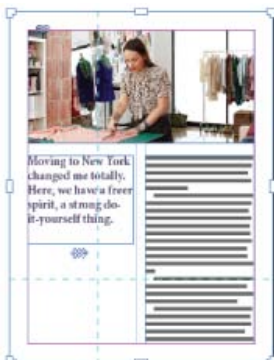 Moving to New York
changed me totally.
Here, we have a freer
spirit, a strong do-
it-yourself thing.